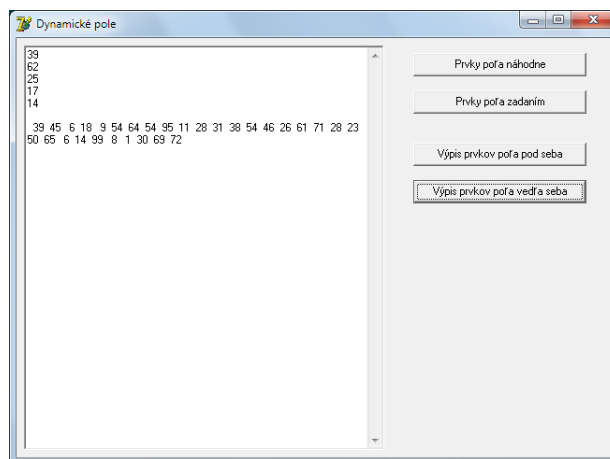 Dynamické pole
39
62
25
17
14
39 45 6 18 9 54 64 54 95 11 28 31 38 54 46 26 61 71 28 23
50 65 6 14 99 8 1 30 69 72
Prvky poľa náhodne
Prvky poľa zadaním
Výpis prvkov poľa pod seba
Výpis prvkov poľa vedľa seba